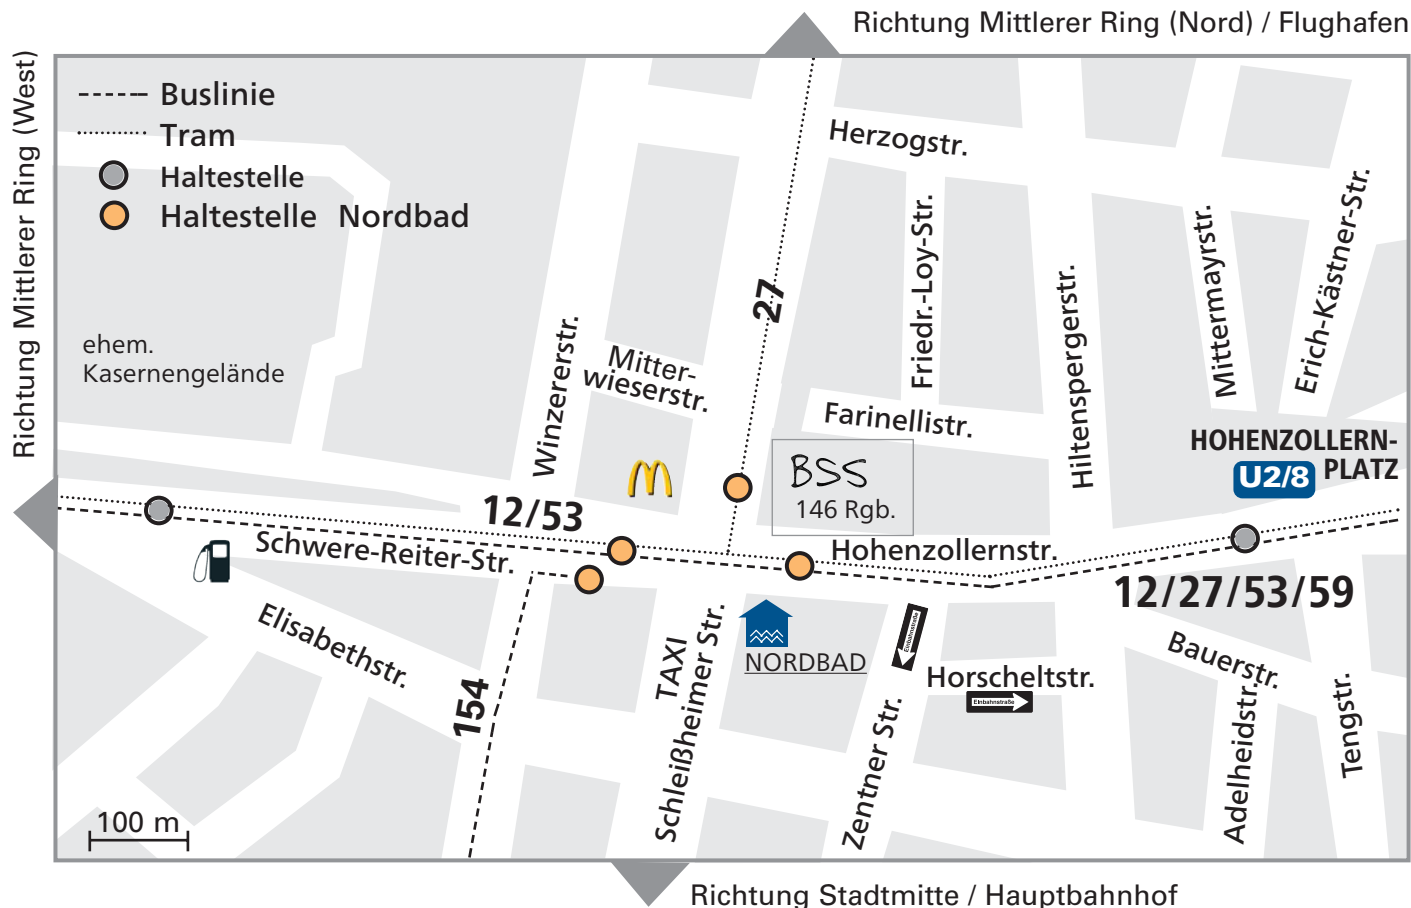 Richtung Mittlerer Ring (Nord) / Flughafen
Richtung Mittlerer Ring (West)
Buslinie
Tram
Haltestelle
Haltestelle Nordbad
Herzogstr.
27
Friedr.-Loy-Str.
Hiltenspergerstr.
Mittermayrstr.
Erich-Kästner-Str.
ehem.
Kasernengelände
Winzererstr.
Mitter-
wieserstr.
Farinellistr.
HOHENZOLLERN-
PLATZ
U2/8
BSS
146 Rgb.
12/53
Schwere-Reiter-Str.
Hohenzollernstr.
12/27/53/59
Elisabethstr.
154
TAXI
Schleißheimer Str.
NORDBAD
Einbahnstraße
Zentner Str.
Horscheltstr.
Einbahnstraße
Bauerstr.
Adelheidstr.
Tengstr.
100 m
Richtung Stadtmitte / Hauptbahnhof